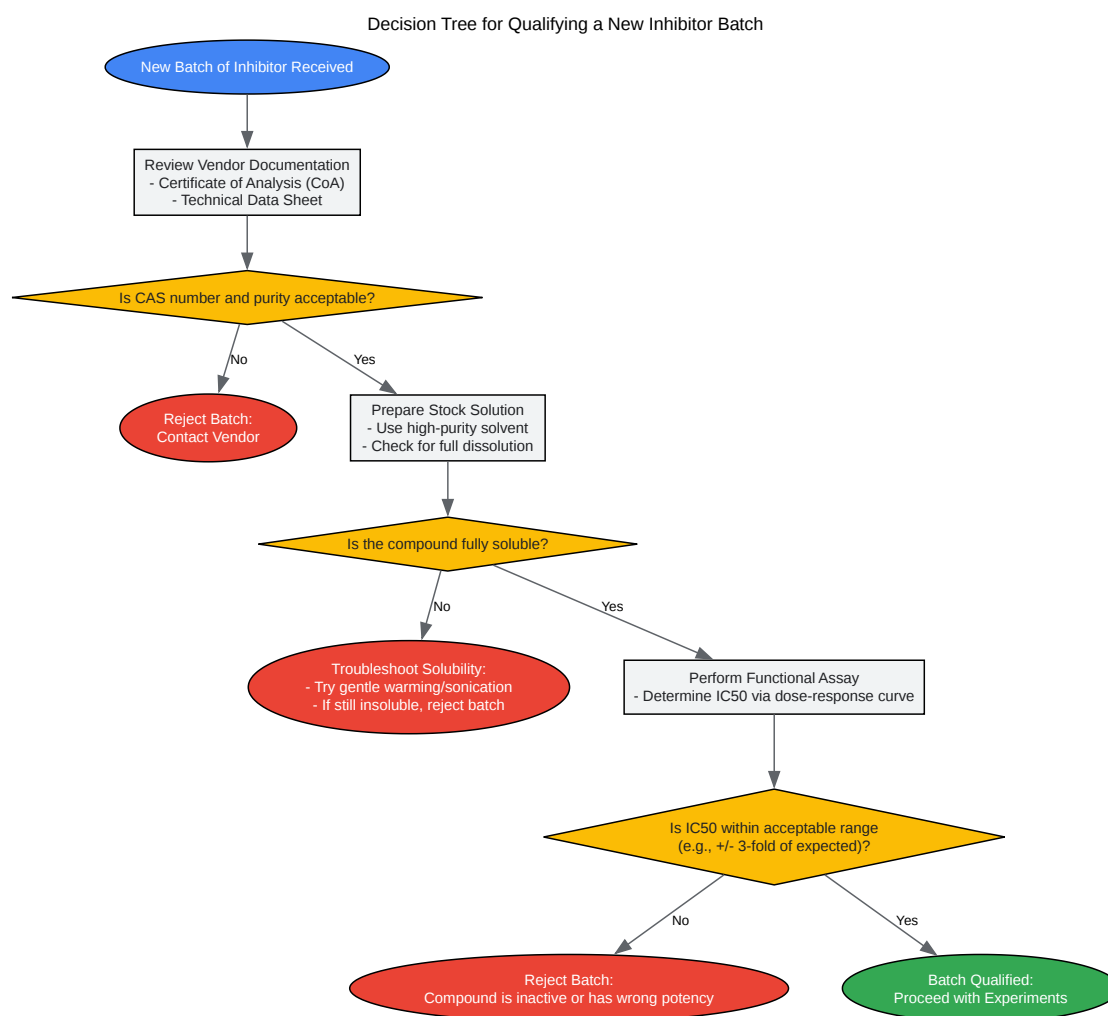 Decision Tree for Qualifying a New Inhibitor Batch
New Batch of Inhibitor Received
Review Vendor Documentation
- Certificate of Analysis (CoA)
- Technical Data Sheet
Is CAS number and purity acceptable?
No
Yes
Reject Batch:
Contact Vendor
Prepare Stock Solution
- Use high-purity solvent
- Check for full dissolution
Is the compound fully soluble?
No
Yes
Troubleshoot Solubility:
- Try gentle warming/sonication
- If still insoluble, reject batch
Perform Functional Assay
- Determine IC50 via dose-response curve
Is IC50 within acceptable range
(e.g., +/- 3-fold of expected)?
No
Yes
Reject Batch:
Compound is inactive or has wrong potency
Batch Qualified:
Proceed with Experiments